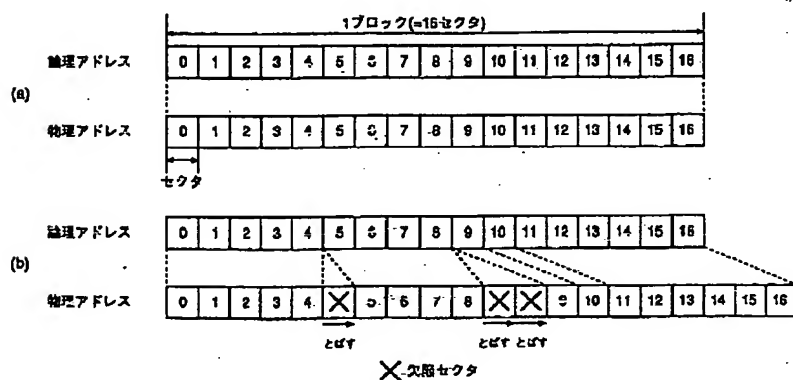 1ブロック(=16セクタ)
論理アドレス 0 1 2 3 4 5 6 7 8 9 10 11 12 13 14 15 16
(a)
物理アドレス 0 1 2 3 4 5 6 7 8 9 10 11 12 13 14 15 16
セクタ
論理アドレス 0 1 2 3 4 5 6 7 8 9 10 11 12 13 14 15 16
(b)
物理アドレス 0 1 2 3 4 5 6 7 8 9 10 11 12 13 14 15 16
とばす とばす とばす
欠陥セクタ